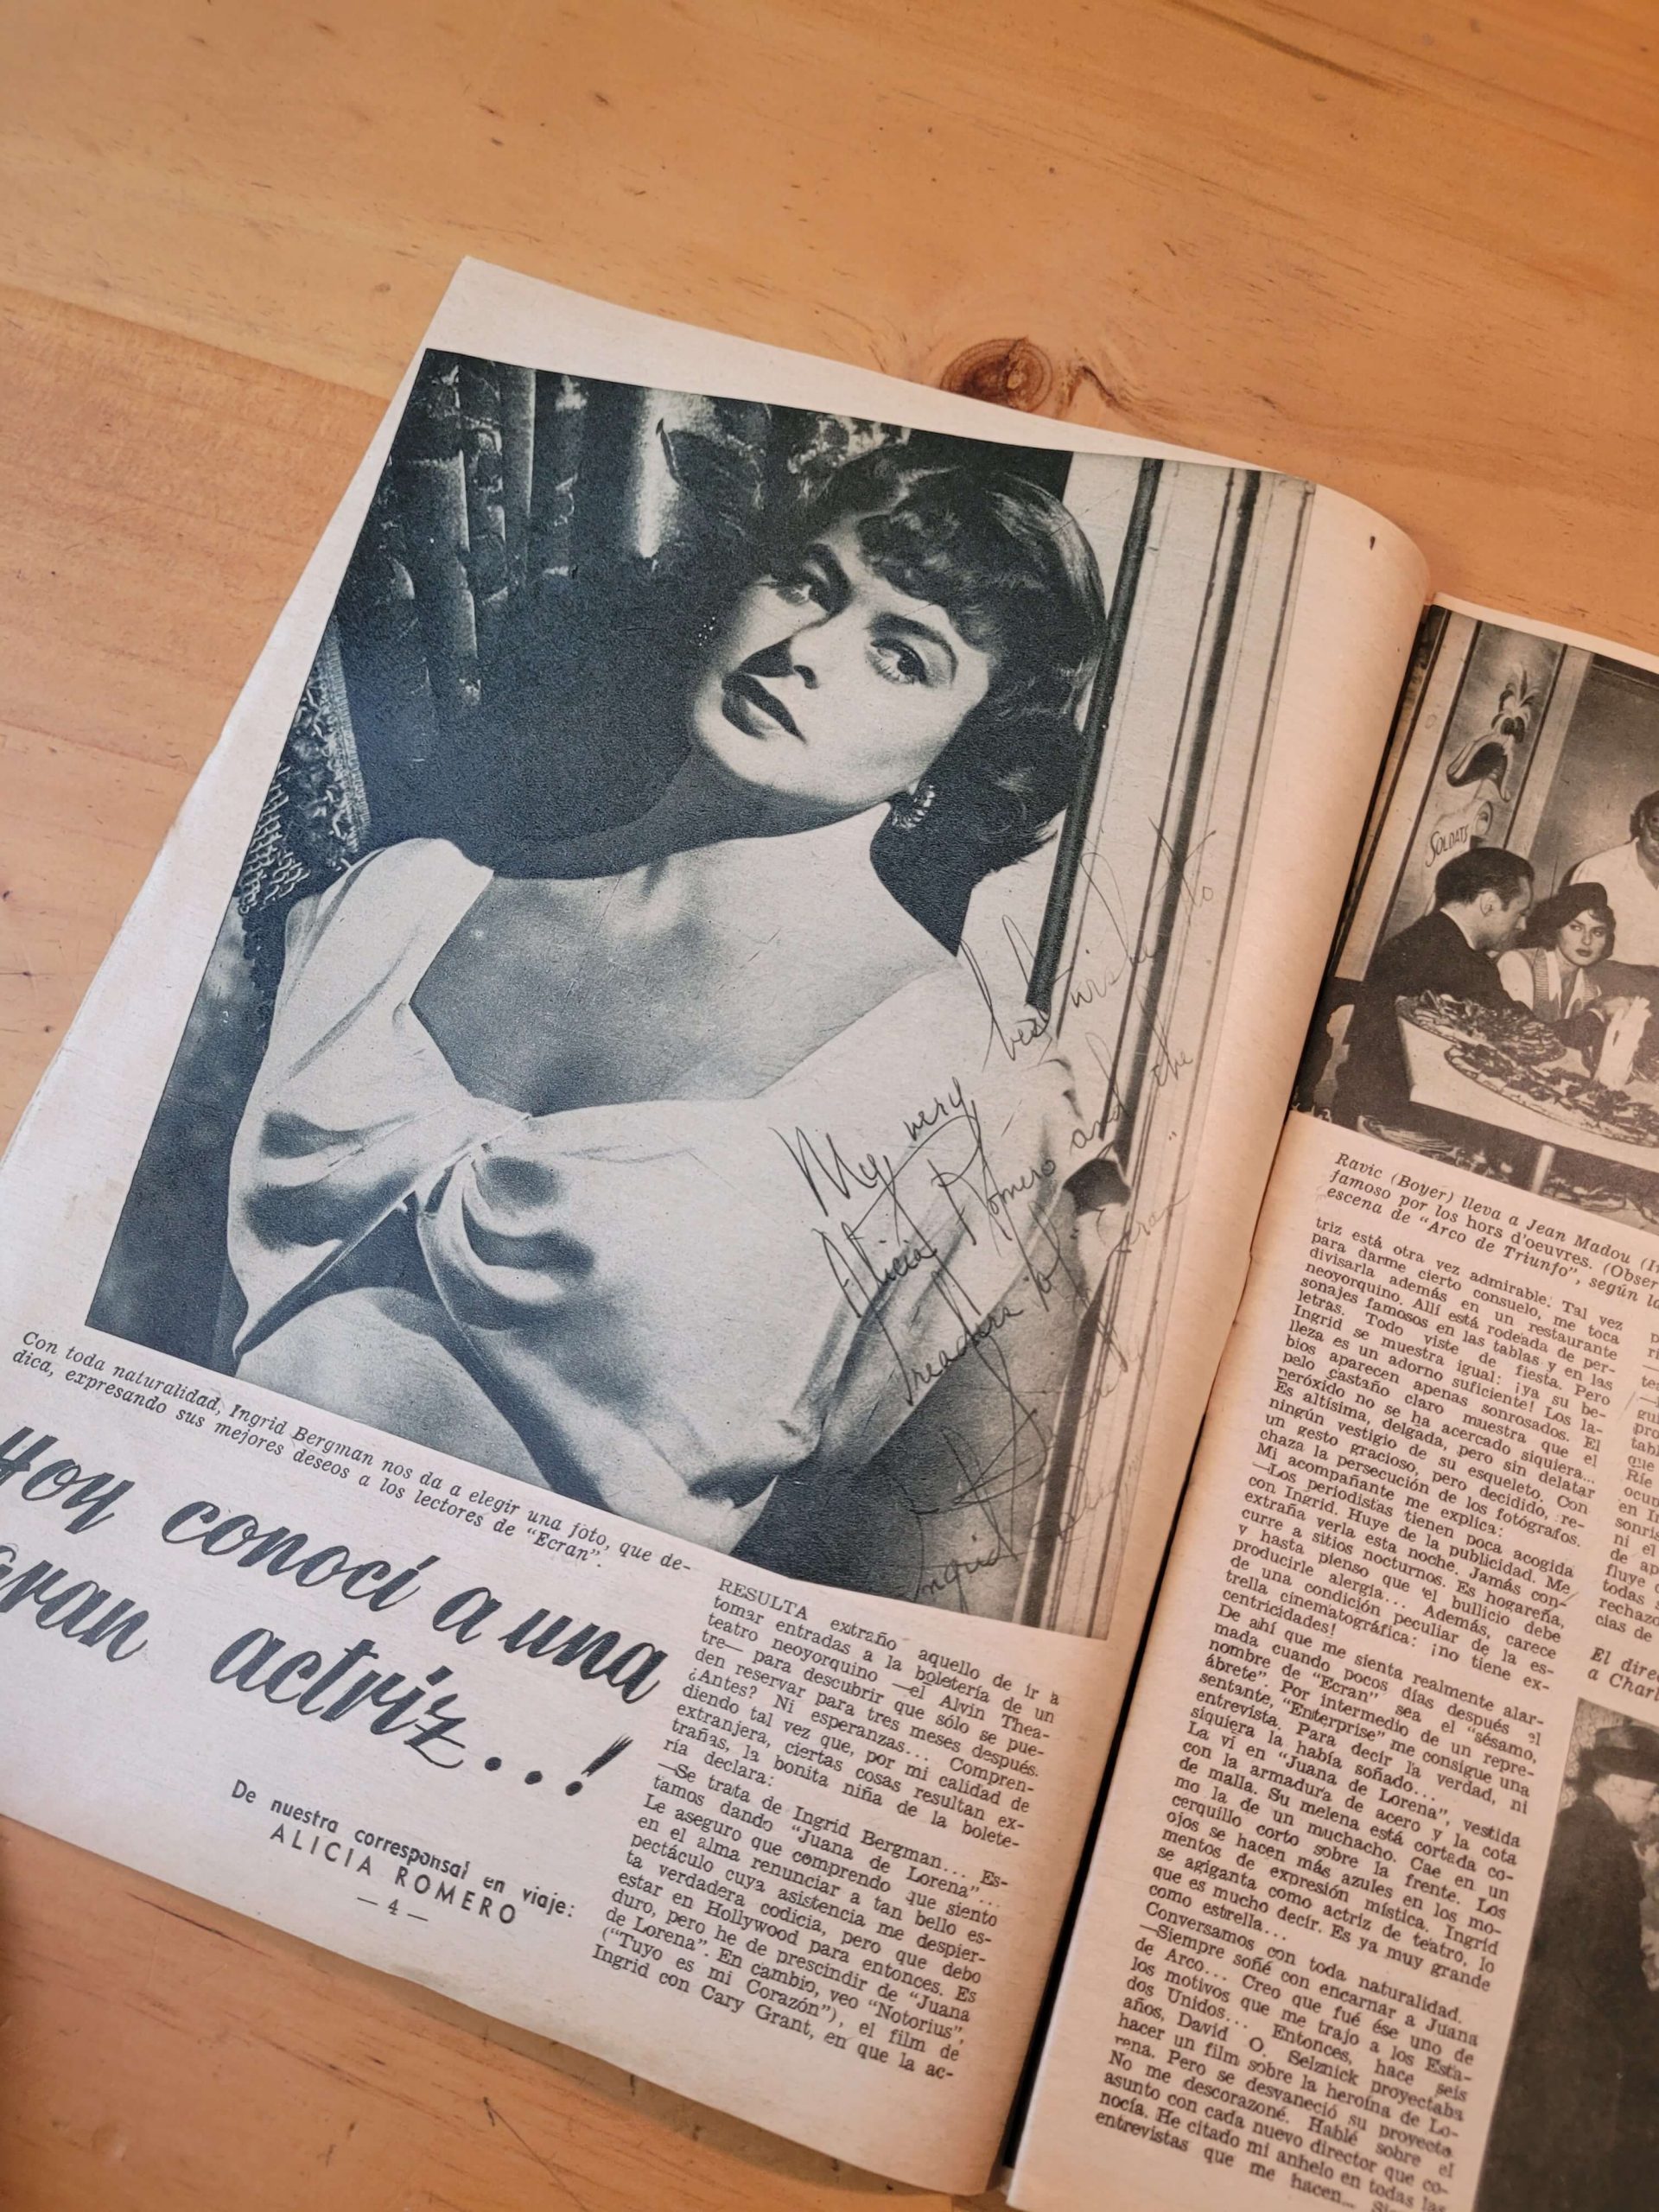 My very
best wishes to
Alicia Romero and the
readers of "Ecran"
Ingrid Bergman
Con toda naturalidad, Ingrid Bergman nos da a elegir una foto, que de-
dica, expresando sus mejores deseos a los lectores de "Ecran".
Hoy conocí a una
gran actriz...!
De nuestra corresponsal en viaje:
ALICIA ROMERO
— 4 —
RESULTA extraño aquello de ir a
tomar entradas a la boletería de un
teatro neoyorquino —el Alvin Thea-
tre— para descubrir que sólo se pue-
den reservar para tres meses después.
¿Antes? Ni esperanzas... Compren-
diendo tal vez que, por mi calidad de
extranjera, ciertas cosas resultan ex-
trañas, la bonita niña de la bolete-
ría declara:
—Se trata de Ingrid Bergman... Es-
tamos dando "Juana de Lorena"...
Le aseguro que comprendo que siento
en el alma renunciar a tan bello es-
pectáculo cuya asistencia me despier-
ta verdadera codicia, pero que debo
estar en Hollywood para entonces. Es
duro, pero he de prescindir de "Juana
de Lorena". En cambio, veo "Notorius",
("Tuyo es mi Corazón"), el film de
Ingrid con Cary Grant, en que la ac-
SOLDATS
Ravic (Boyer) lleva a Jean Madou (I
famoso por los hors d'oeuvres. (Obser
escena de "Arco de Triunfo", según l
triz está otra vez admirable. Tal vez
para darme cierto consuelo, me toca
divisarla además en un restaurante
neoyorquino. Allí está rodeada de per-
sonajes famosos en las tablas y en las
letras. Todo viste de fiesta. Pero
Ingrid se muestra igual: ¡ya su be-
lleza es un adorno suficiente! Los la-
bios aparecen apenas sonrosados. El
pelo castaño claro muestra que el
peróxido no se ha acercado siquiera...
Es altísima, delgada, pero sin delatar
ningún vestigio de su esqueleto. Con
un gesto gracioso, pero decidido, re-
chaza la persecución de los fotógrafos.
Mi acompañante me explica:
—Los periodistas tienen poca acogida
con Ingrid. Huye de la publicidad. Me
extraña verla esta noche. Jamás con-
curre a sitios nocturnos. Es hogareña,
y hasta pienso que el bullicio debe
producirle alergia... Además, carece
de una condición peculiar de la es-
trella cinematográfica: ¡no tiene ex-
centricidades!
De ahí que me sienta realmente alar-
mada cuando pocos días después el
nombre de "Ecran" sea el "sésamo,
ábrete". Por intermedio de un repre-
sentante, "Enterprise" me consigue una
entrevista. Para decir la verdad, ni
siquiera la había soñado...
La vi en "Juana de Lorena", vestida
con la armadura de acero y la cota
de malla. Su melena está cortada co-
mo la de un muchacho. Cae en un
cerquillo corto sobre la frente. Los
ojos se hacen más azules en los mo-
mentos de expresión mística. Ingrid
se agiganta como actriz de teatro, lo
que es mucho decir. Es ya muy grande
como estrella...
Conversamos con toda naturalidad.
—Siempre soñé con encarnar a Juana
de Arco... Creo que fué ése uno de
los motivos que me trajo a los Esta-
dos Unidos... Entonces, hace seis
años, David O. Selznick proyectaba
hacer un film sobre la heroína de Lo-
rena. Pero se desvaneció su proyecto.
No me descorazoné. Hablé sobre el
asunto con cada nuevo director que co-
nocía. He citado mi anhelo en todas las
entrevistas que me hacen...
El dire
a Charl